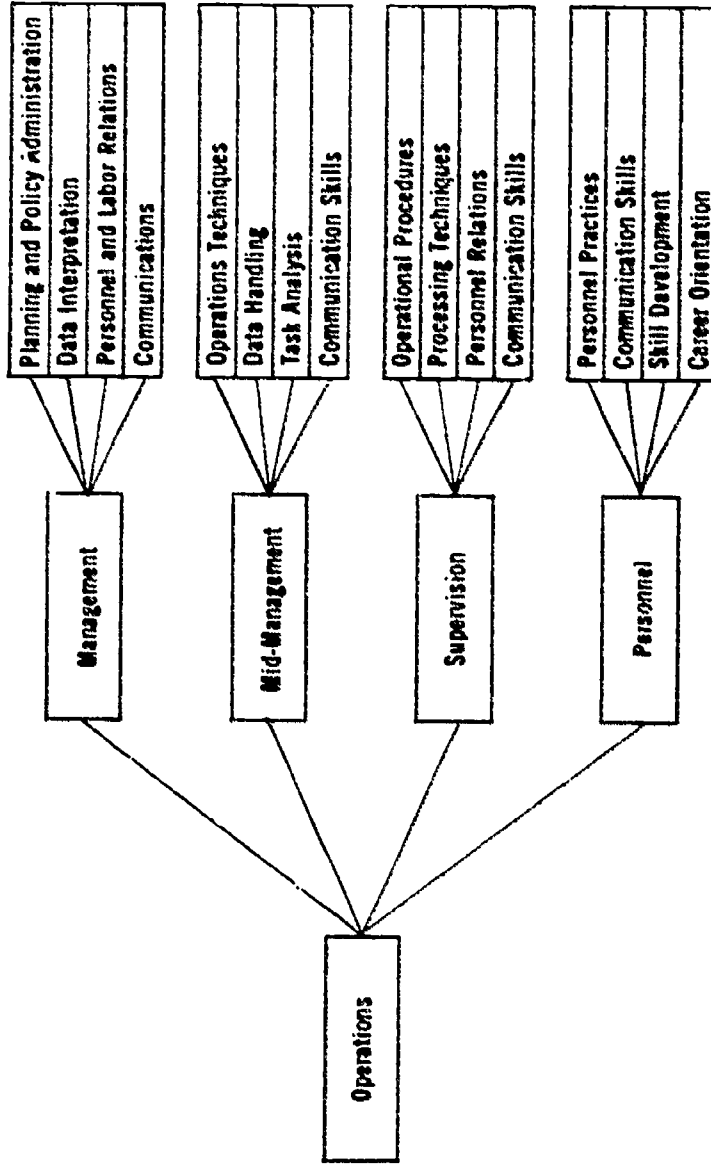 Operations
Management
Planning and Policy Administration
Data Interpretation
Personnel and Labor Relations
Communications
Mid-Management
Operations Techniques
Data Handling
Task Analysis
Communication Skills
Supervision
Operational Procedures
Processing Techniques
Personnel Relations
Communication Skills
Personnel
Personnel Practices
Communication Skills
Skill Development
Career Orientation